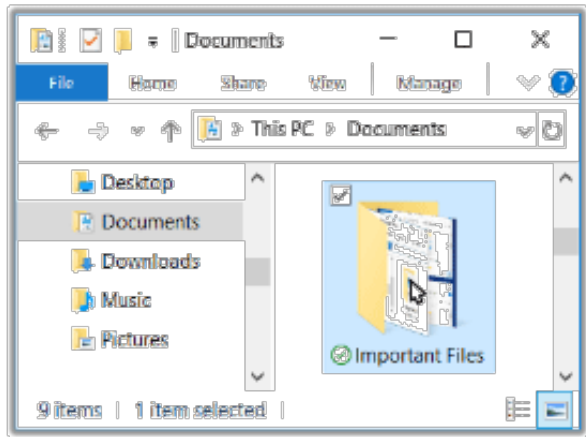 Documents
File Home Share View Manage ?
This PC Documents
Desktop
Documents
Downloads
Music
Pictures
Important Files
9 items 1 item selected